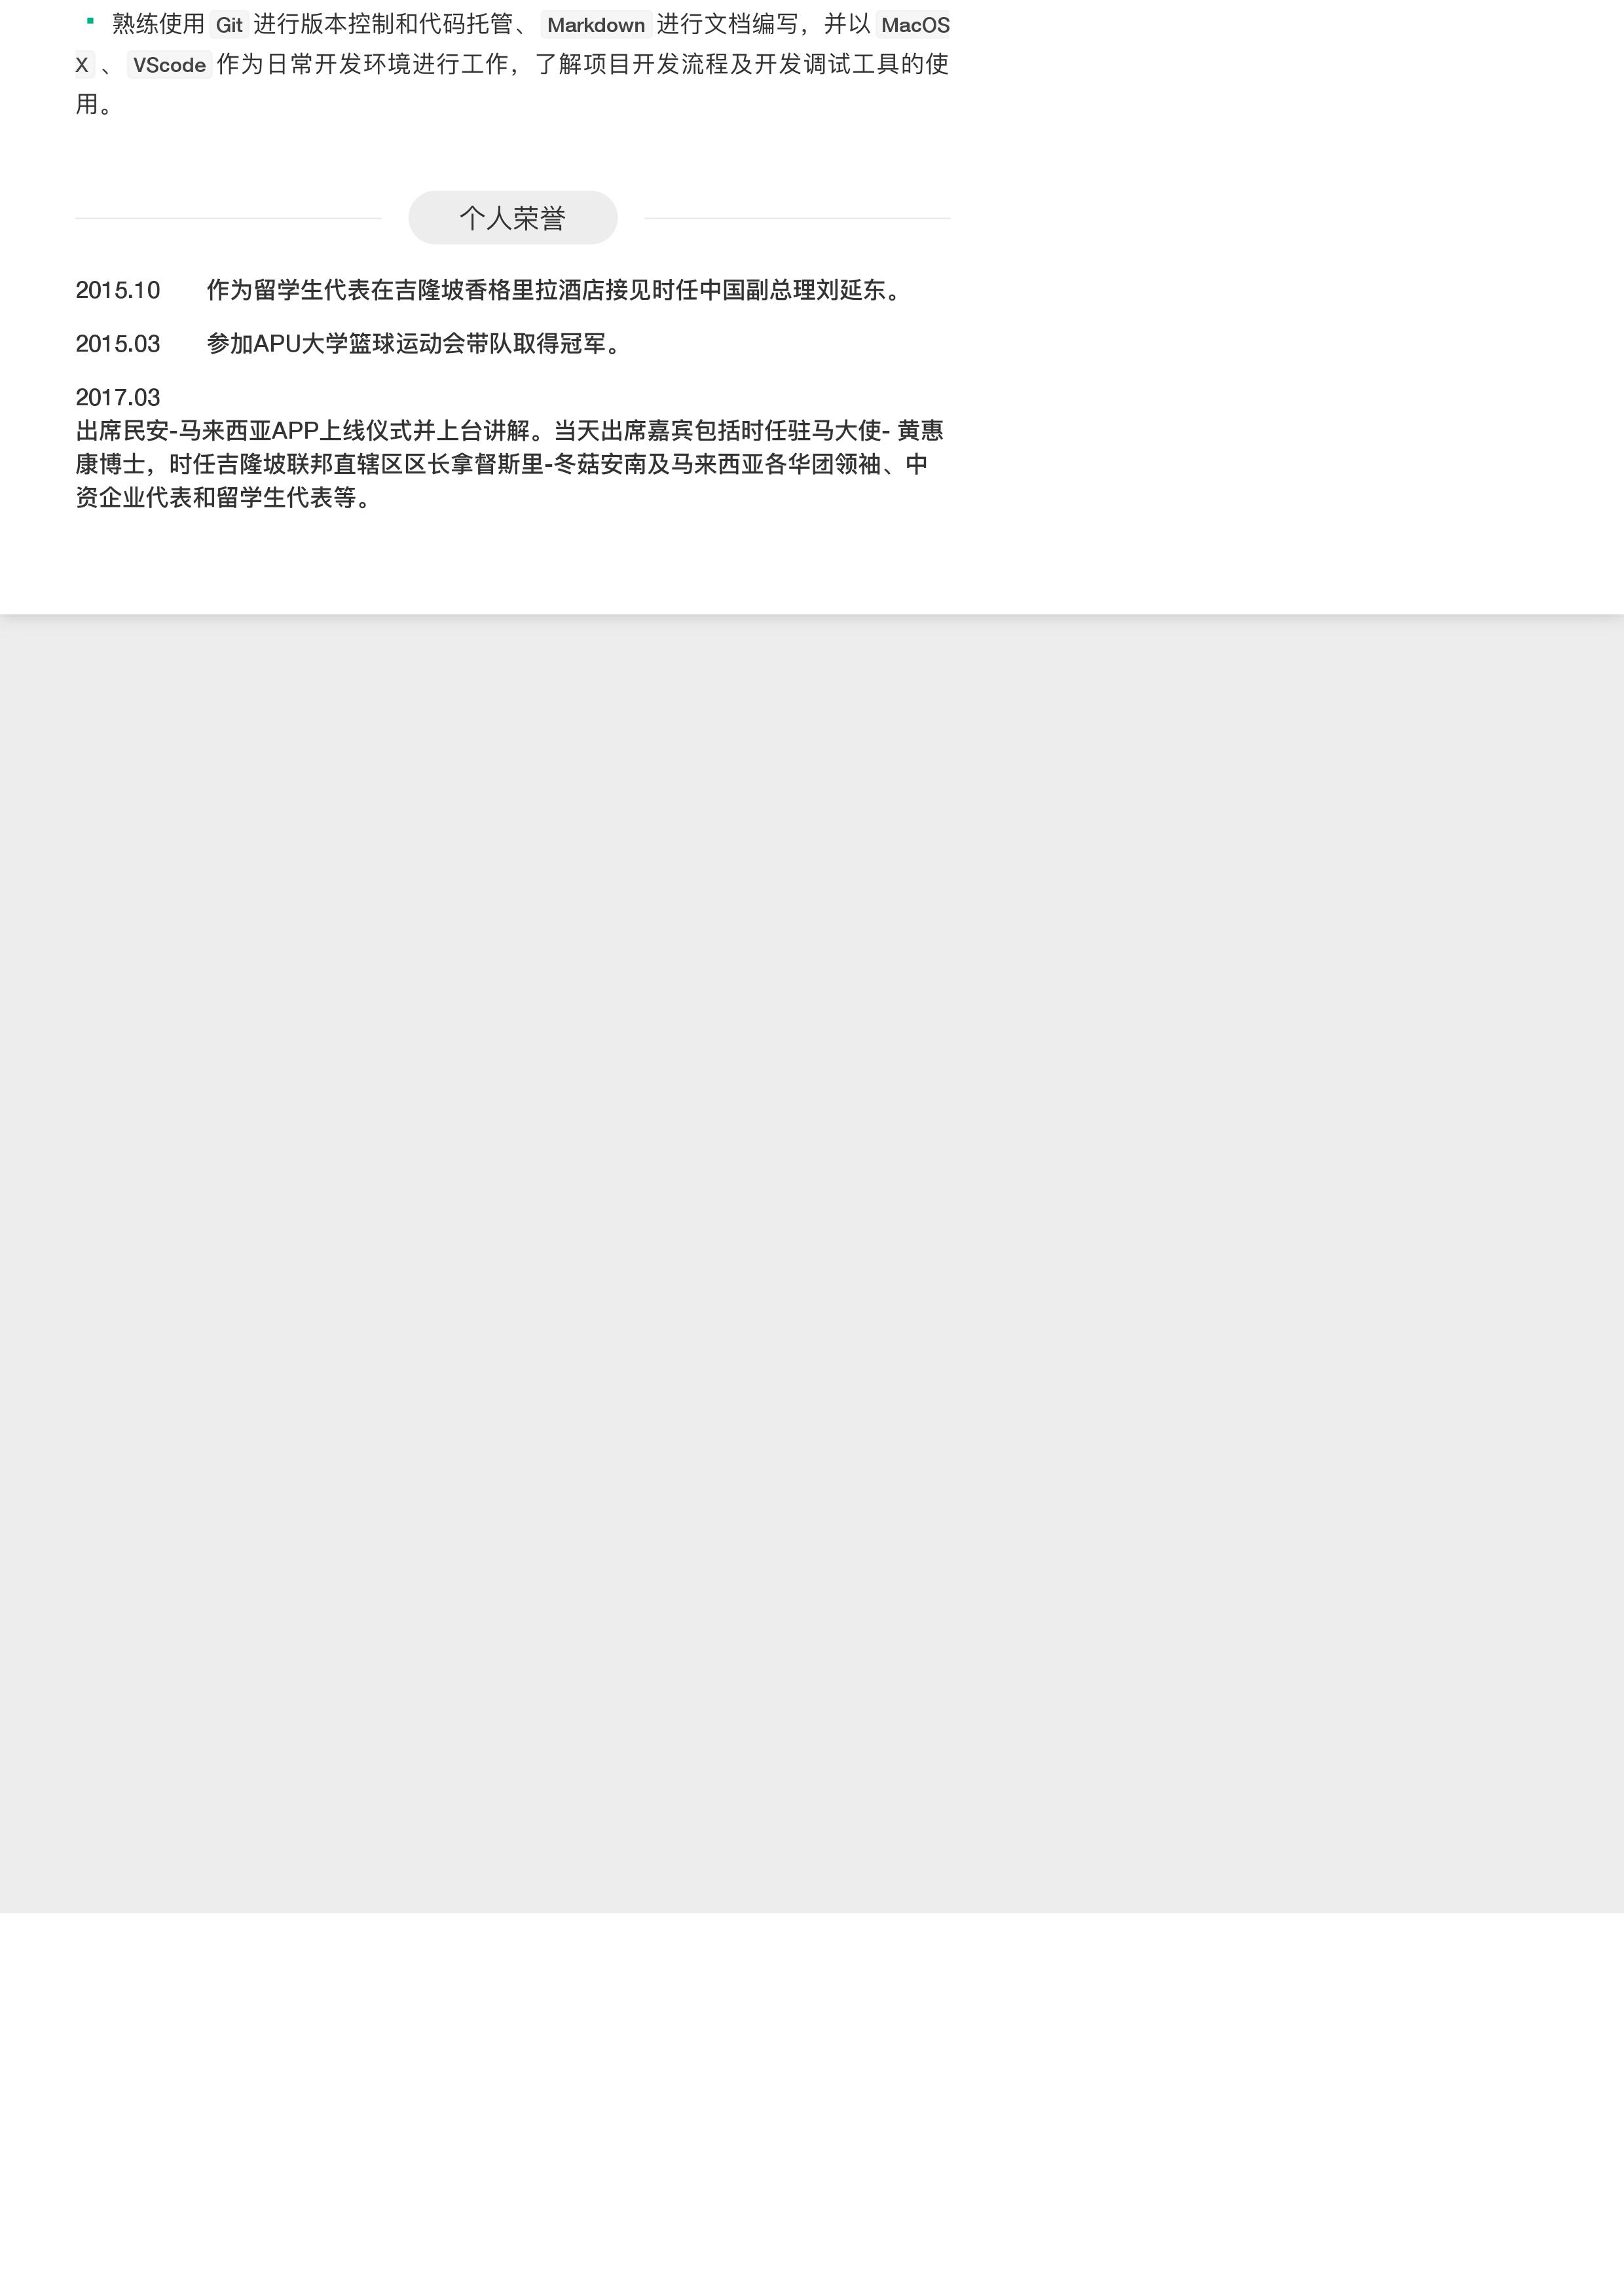 熟练使用 Git 进行版本控制和代码托管、 Markdown 进行文档编写，并以 MacOS
X 、 VScode 作为日常开发环境进行工作，了解项目开发流程及开发调试工具的使
用。
个人荣誉
2015.10 作为留学生代表在吉隆坡香格里拉酒店接见时任中国副总理刘延东。
2015.03 参加APU大学篮球运动会带队取得冠军。
2017.03
出席民安-马来西亚APP上线仪式并上台讲解。当天出席嘉宾包括时任驻马大使- 黄惠
康博士，时任吉隆坡联邦直辖区区长拿督斯里-冬菇安南及马来西亚各华团领袖、中
资企业代表和留学生代表等。